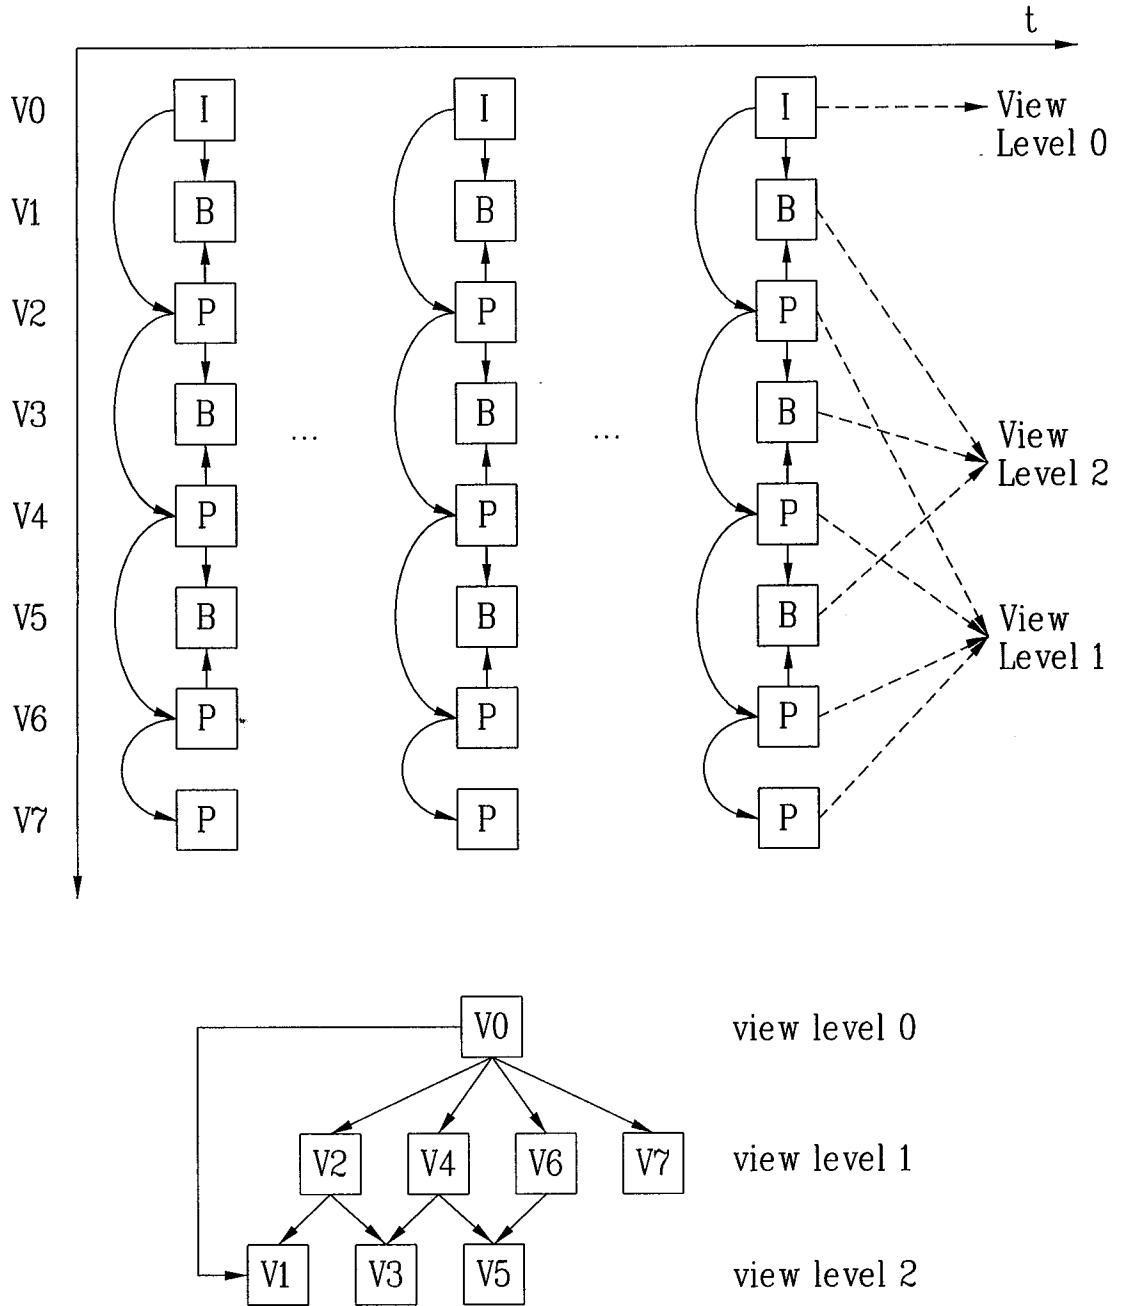 t
V0 I I I View
Level 0
V1 B B B
V2 P P P
V3 B ... B ... B
View
Level 2
V4 P P P
V5 B B B View
Level 1
V6 P P P
V7 P P P
V0 view level 0
V2 V4 V6 V7 view level 1
V1 V3 V5 view level 2